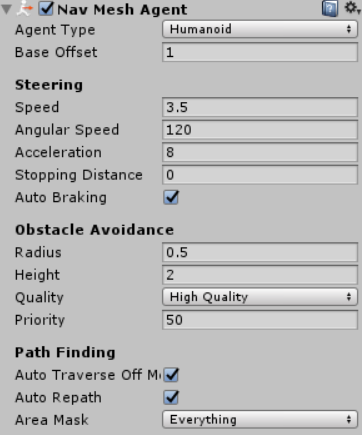 Nav Mesh Agent
Agent Type Humanoid
Base Offset 1
Steering
Speed 3.5
Angular Speed 120
Acceleration 8
Stopping Distance 0
Auto Braking
Obstacle Avoidance
Radius 0.5
Height 2
Quality High Quality
Priority 50
Path Finding
Auto Traverse Off M
Auto Repath
Area Mask Everything